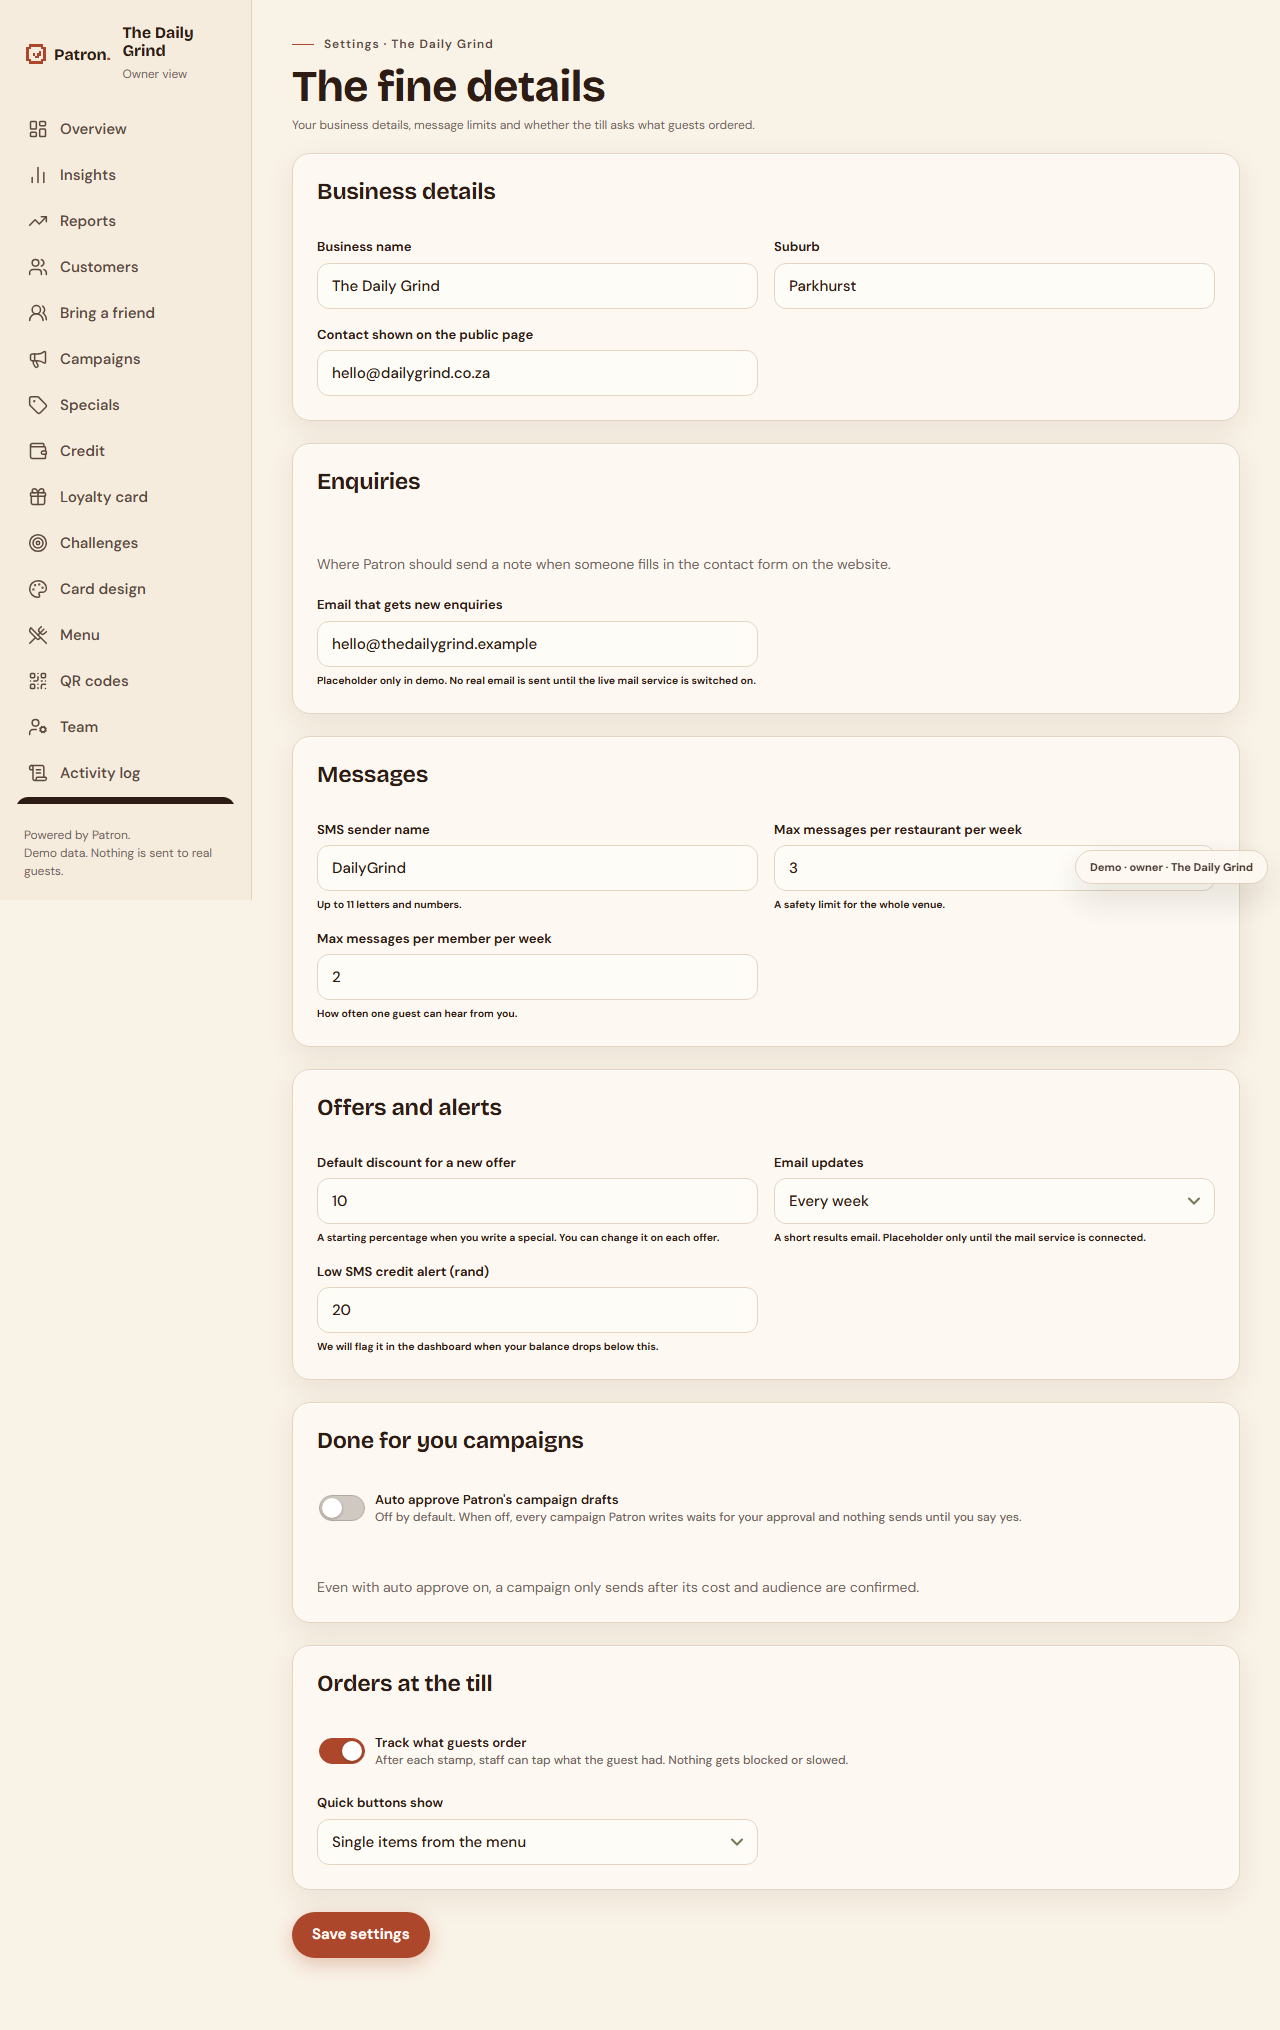 Patron.
The Daily
Grind
Owner view
Overview
Insights
Reports
Customers
Bring a friend
Campaigns
Specials
Credit
Loyalty card
Challenges
Card design
Menu
QR codes
Team
Activity log
Powered by Patron.
Demo data. Nothing is sent to real
guests.
Settings · The Daily Grind
The fine details
Your business details, message limits and whether the till asks what guests ordered.
Business details
Business name
Suburb
The Daily Grind
Parkhurst
Contact shown on the public page
hello@dailygrind.co.za
Enquiries
Where Patron should send a note when someone fills in the contact form on the website.
Email that gets new enquiries
hello@thedailygrind.example
Placeholder only in demo. No real email is sent until the live mail service is switched on.
Messages
SMS sender name
Max messages per restaurant per week
DailyGrind
3
Demo · owner · The Daily Grind
Up to 11 letters and numbers.
A safety limit for the whole venue.
Max messages per member per week
2
How often one guest can hear from you.
Offers and alerts
Default discount for a new offer
Email updates
10
Every week
A starting percentage when you write a special. You can change it on each offer.
A short results email. Placeholder only until the mail service is connected.
Low SMS credit alert (rand)
20
We will flag it in the dashboard when your balance drops below this.
Done for you campaigns
Auto approve Patron's campaign drafts
Off by default. When off, every campaign Patron writes waits for your approval and nothing sends until you say yes.
Even with auto approve on, a campaign only sends after its cost and audience are confirmed.
Orders at the till
Track what guests order
After each stamp, staff can tap what the guest had. Nothing gets blocked or slowed.
Quick buttons show
Single items from the menu
Save settings